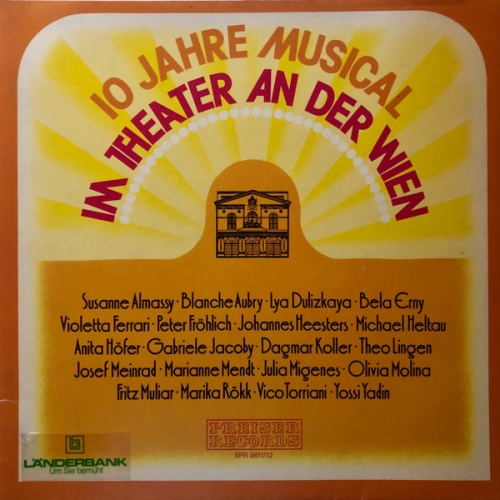 10 JAHRE MUSICAL
IM THEATER AN DER WIEN
Susanne Almassy · Blanche Aubry · Lya Dulizkaya · Bela Erny
Violetta Ferrari · Peter Fröhlich · Johannes Heesters · Michael Heltau
Anita Höfer · Gabriele Jacoby · Dagmar Koller · Theo Lingen
Josef Meinrad · Marianne Mendt · Julia Migenes · Olivia Molina
Fritz Muliar · Marika Rökk · Vico Torriani · Yossi Yadin
PREISER
RECORDS
SPR 9811/12
LÄNDERBANK
Um Sie bemüht